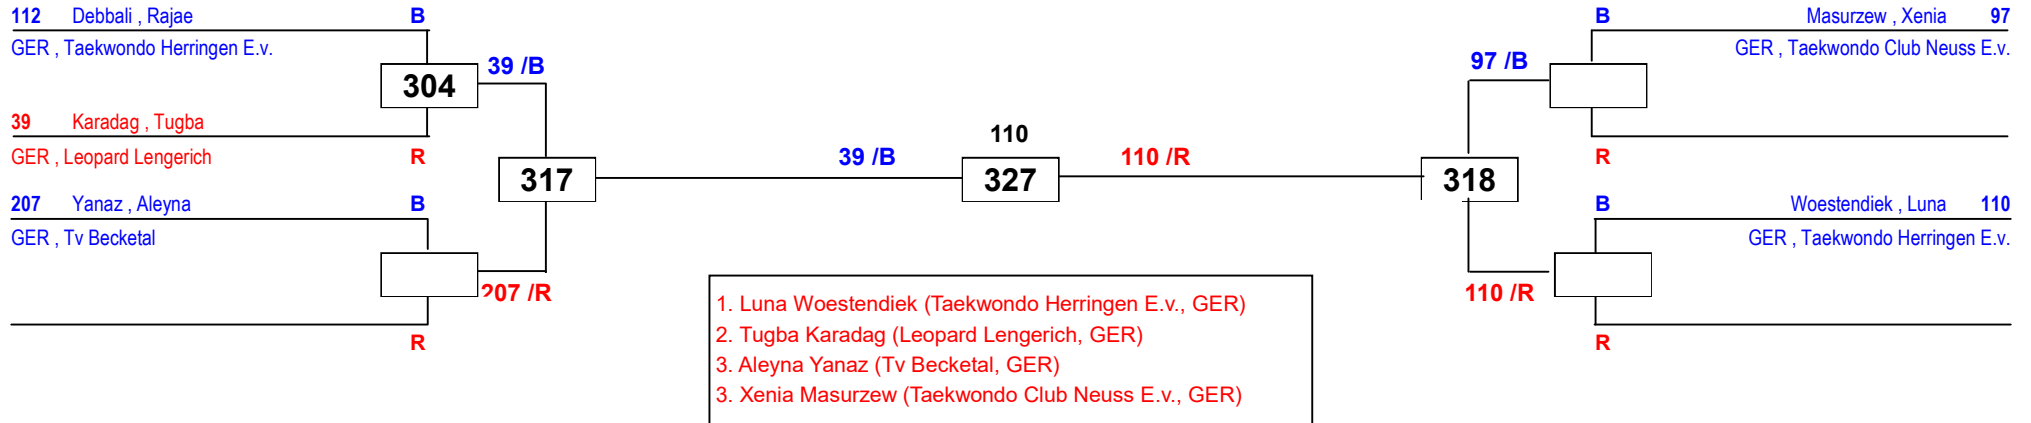 112 Debbali , Rajae B
GER , Taekwondo Herringen E.v.
304
39 /B
39 Karadag , Tugba
GER , Leopard Lengerich R
317
207 Yanaz , Aleyna B
GER , Tv Becketal
207 /R
R
39 /B
110
327
110 /R
B Masurzew , Xenia 97
GER , Taekwondo Club Neuss E.v.
97 /B
R
318
B Woestendiek , Luna 110
GER , Taekwondo Herringen E.v.
110 /R
R
1. Luna Woestendiek (Taekwondo Herringen E.v., GER)
2. Tugba Karadag (Leopard Lengerich, GER)
3. Aleyna Yanaz (Tv Becketal, GER)
3. Xenia Masurzew (Taekwondo Club Neuss E.v., GER)